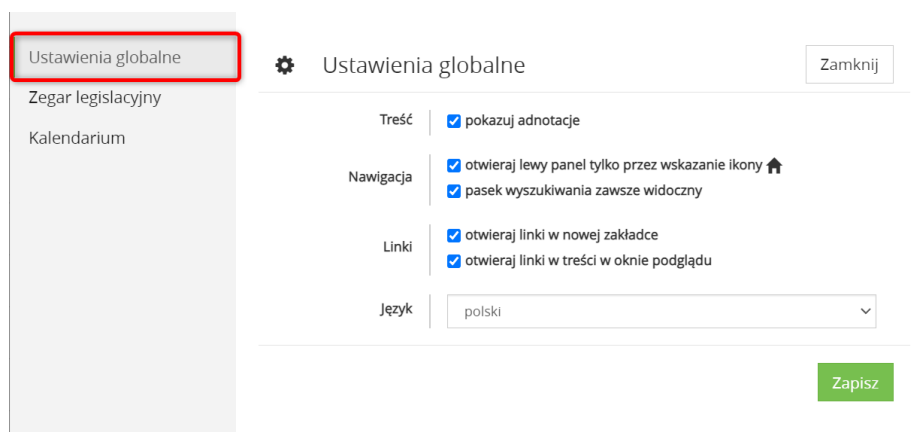 Ustawienia globalne
Zegar legislacyjny
Kalendarium
Ustawienia globalne
Zamknij
Treść
pokazuj adnotacje
Nawigacja
otwieraj lewy panel tylko przez wskazanie ikony
pasek wyszukiwania zawsze widoczny
Linki
otwieraj linki w nowej zakładce
otwieraj linki w treści w oknie podglądu
Język
polski
Zapisz